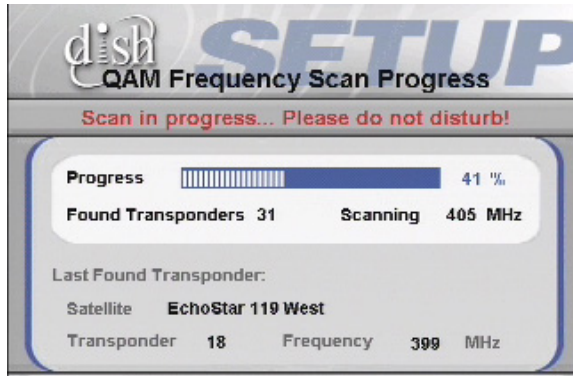 dish SETUP
QAM Frequency Scan Progress
Scan in progress... Please do not disturb!
Progress 41 %
Found Transponders 31 Scanning 405 MHz
Last Found Transponder:
Satellite EchoStar 119 West
Transponder 18 Frequency 399 MHz